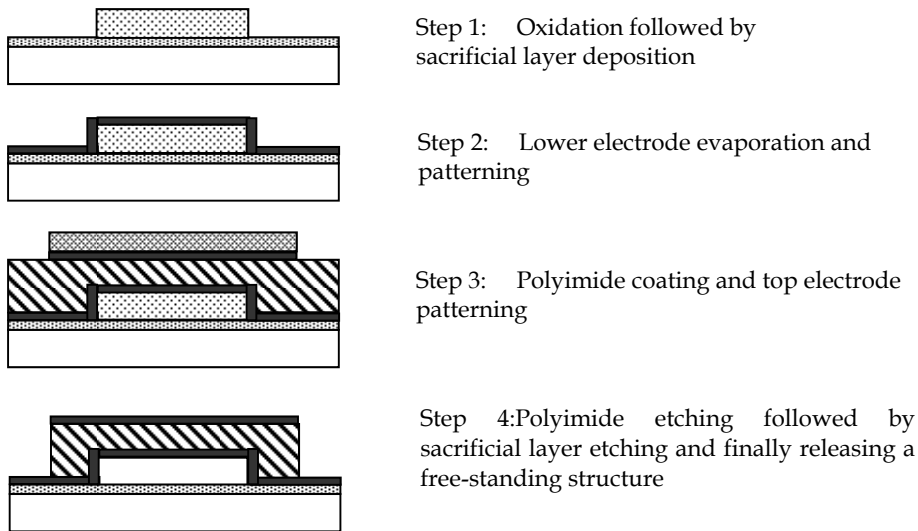 Step 1: Oxidation followed by
sacrificial layer deposition
Step 2: Lower electrode evaporation and
patterning
Step 3: Polyimide coating and top electrode
patterning
Step 4:Polyimide etching followed by
sacrificial layer etching and finally releasing a
free-standing structure